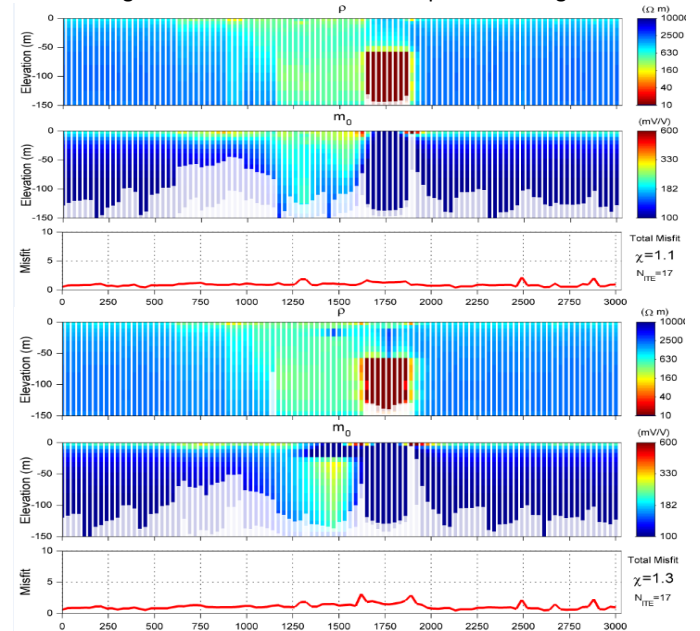 ρ
(Ω m)
Elevation (m)
0
-50
-100
-150
10000
2500
630
160
40
10
m₀
(mV/V)
Elevation (m)
0
-50
-100
-150
600
330
182
100
Misfit
10
5
0
Total Misfit
χ=1.1
N_ITE=17
0 250 500 750 1000 1250 1500 1750 2000 2250 2500 2750 3000
ρ
(Ω m)
Elevation (m)
0
-50
-100
-150
10000
2500
630
160
40
10
m₀
(mV/V)
Elevation (m)
0
-50
-100
-150
600
330
182
100
Misfit
10
5
0
Total Misfit
χ=1.3
N_ITE=17
0 250 500 750 1000 1250 1500 1750 2000 2250 2500 2750 3000